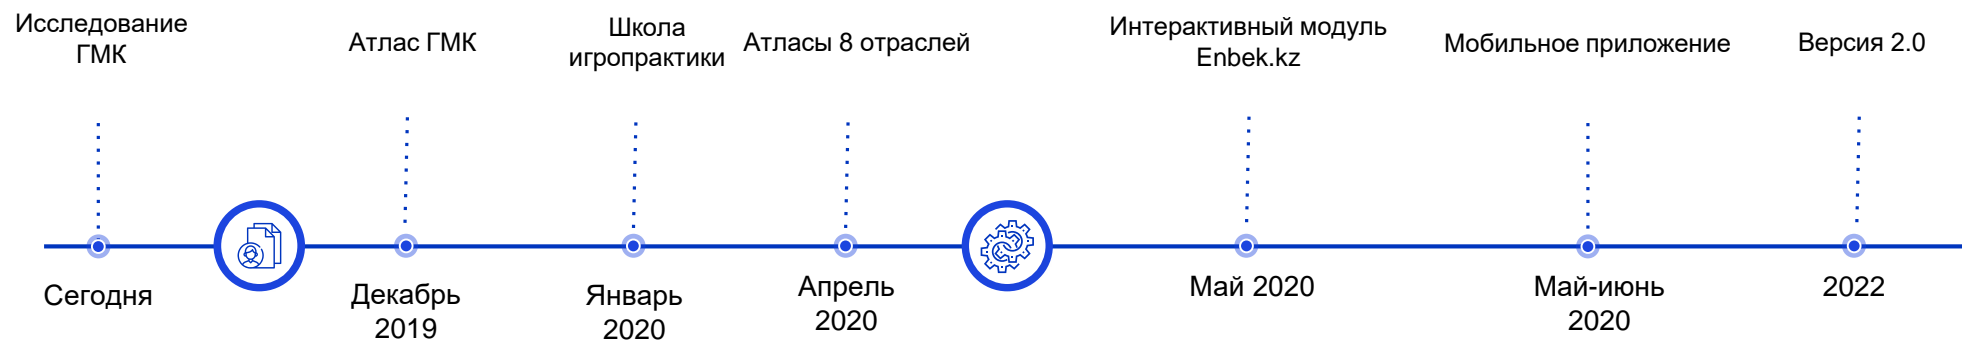 Исследование
ГМК
Атлас ГМК
Школа
игропрактики
Атласы 8 отраслей
Интерактивный модуль
Enbek.kz
Мобильное приложение
Версия 2.0
Сегодня
Декабрь
2019
Январь
2020
Апрель
2020
Май 2020
Май-июнь
2020
2022